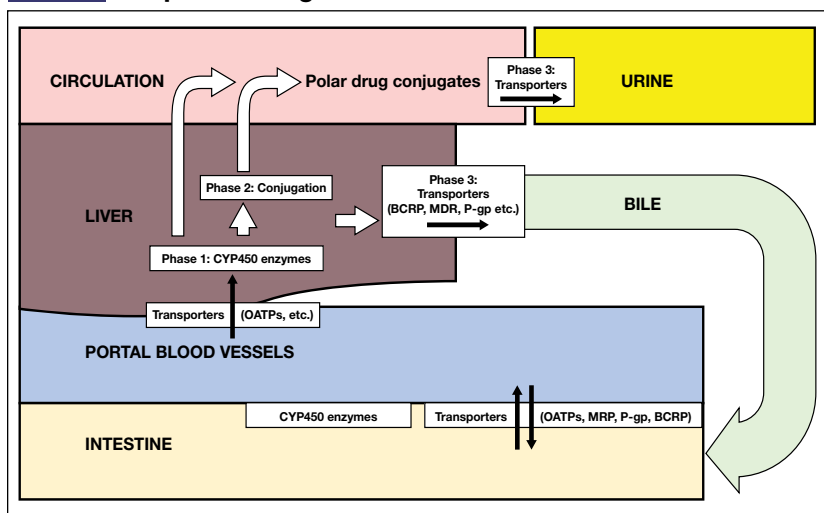 CIRCULATION
Polar drug conjugates
Phase 3:
Transporters
URINE
Phase 2: Conjugation
Phase 3:
Transporters
(BCRP, MDR, P-gp etc.)
BILE
LIVER
Phase 1: CYP450 enzymes
Transporters (OATPs, etc.)
PORTAL BLOOD VESSELS
CYP450 enzymes
Transporters (OATPs, MRP, P-gp, BCRP)
INTESTINE